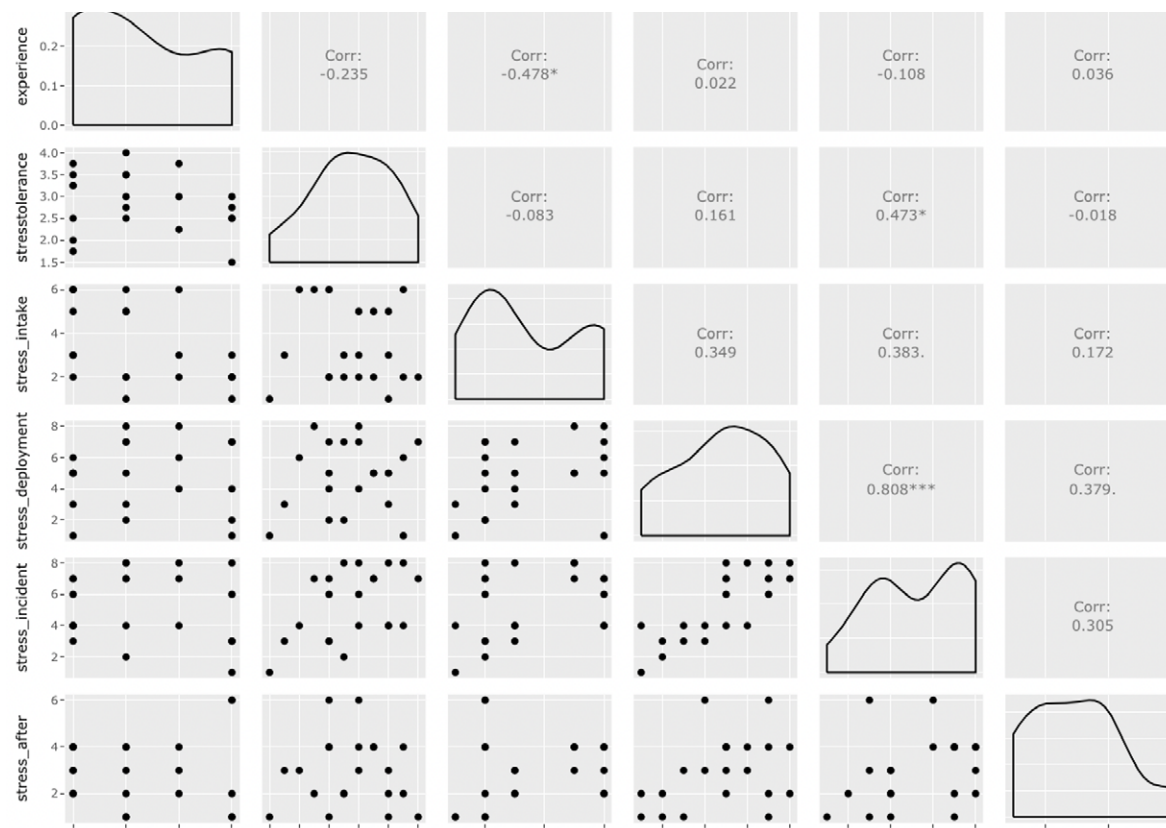 experience
0.2
0.1
0.0
Corr:
-0.235
Corr:
-0.478*
Corr:
0.022
Corr:
-0.108
Corr:
0.036
stresstolerance
4.0
3.5
3.0
2.5
2.0
1.5
Corr:
-0.083
Corr:
0.161
Corr:
0.473*
Corr:
-0.018
stress_intake
6
4
2
Corr:
0.349
Corr:
0.383.
Corr:
0.172
stress_deployment
8
6
4
2
Corr:
0.808***
Corr:
0.379.
stress_incident
8
6
4
2
Corr:
0.305
stress_after
6
4
2